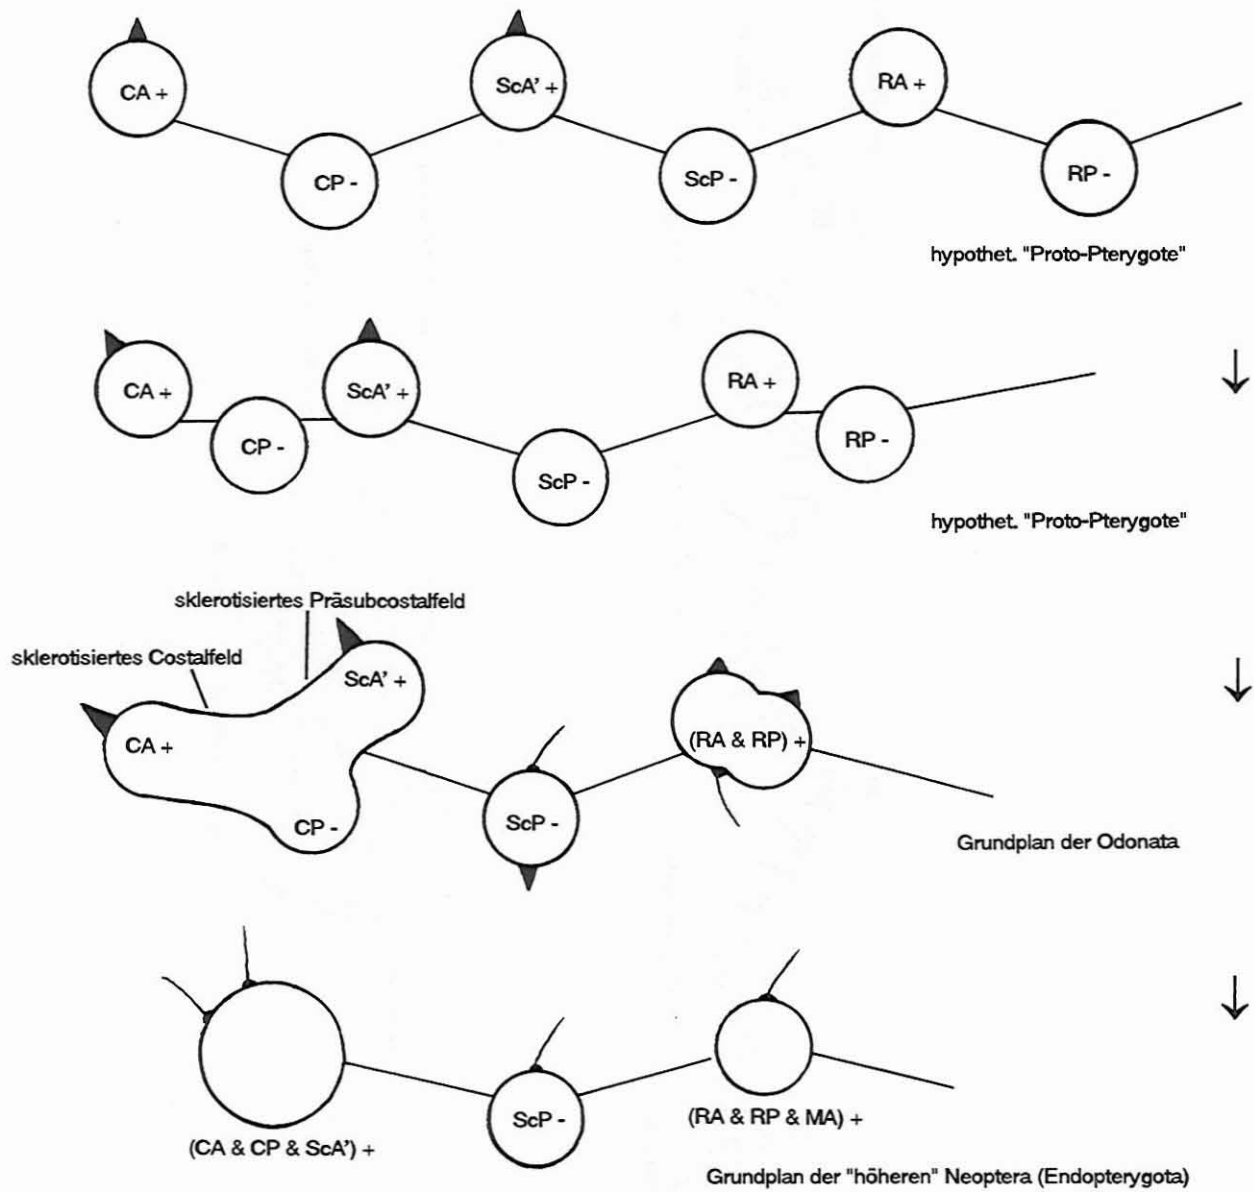 CA +
CP -
ScA' +
ScP -
RA +
RP -
hypothet. "Proto-Pterygote"
CA +
CP -
ScA' +
ScP -
RA +
RP -
hypothet. "Proto-Pterygote"
sklerotisiertes Präsubcostalfeld
sklerotisiertes Costalfeld
ScA' +
CA +
CP -
ScP -
(RA & RP) +
Grundplan der Odonata
ScP -
(RA & RP & MA) +
(CA & CP & ScA') +
Grundplan der "höheren" Neoptera (Endopterygota)